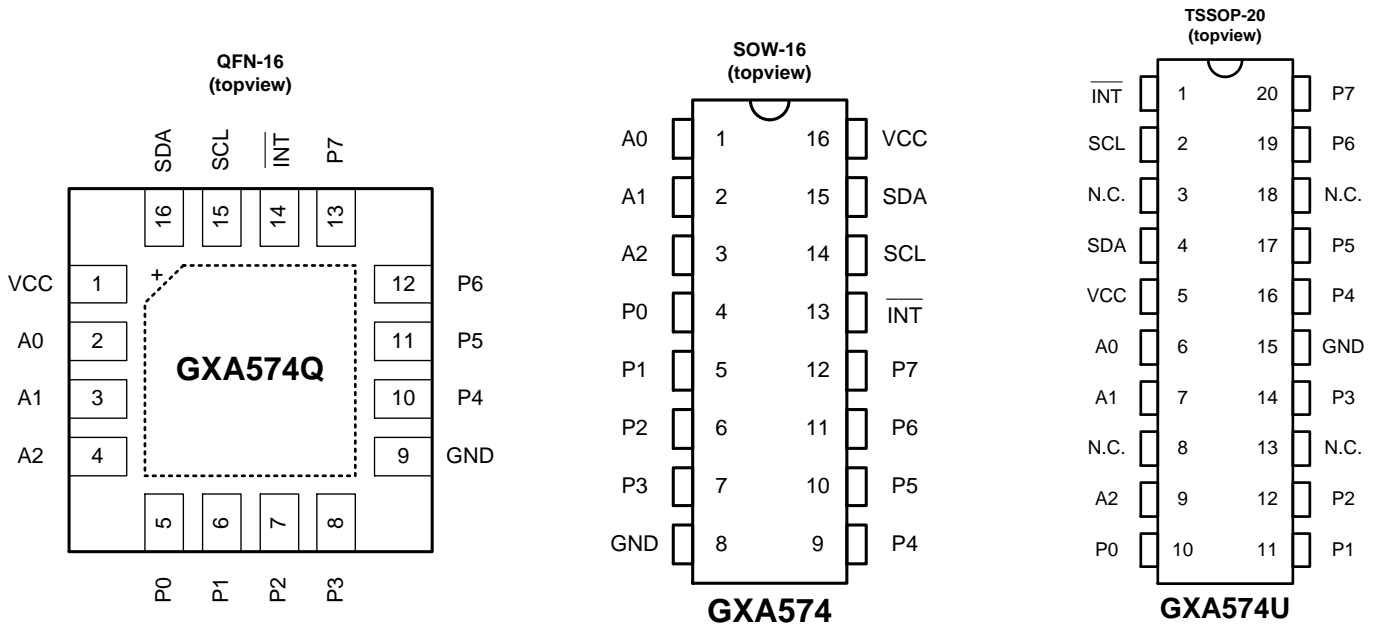 QFN-16
(topview)
SDA
SCL
INT
P7
16
15
14
13
VCC 1
+
12 P6
A0 2
11 P5
A1 3
10 P4
A2 4
9 GND
GXA574Q
5
6
7
8
P0
P1
P2
P3
SOW-16
(topview)
A0 1 16 VCC
A1 2 15 SDA
A2 3 14 SCL
P0 4 13 INT
P1 5 12 P7
P2 6 11 P6
P3 7 10 P5
GND 8 9 P4
GXA574
TSSOP-20
(topview)
INT 1 20 P7
SCL 2 19 P6
N.C. 3 18 N.C.
SDA 4 17 P5
VCC 5 16 P4
A0 6 15 GND
A1 7 14 P3
N.C. 8 13 N.C.
A2 9 12 P2
P0 10 11 P1
GXA574U